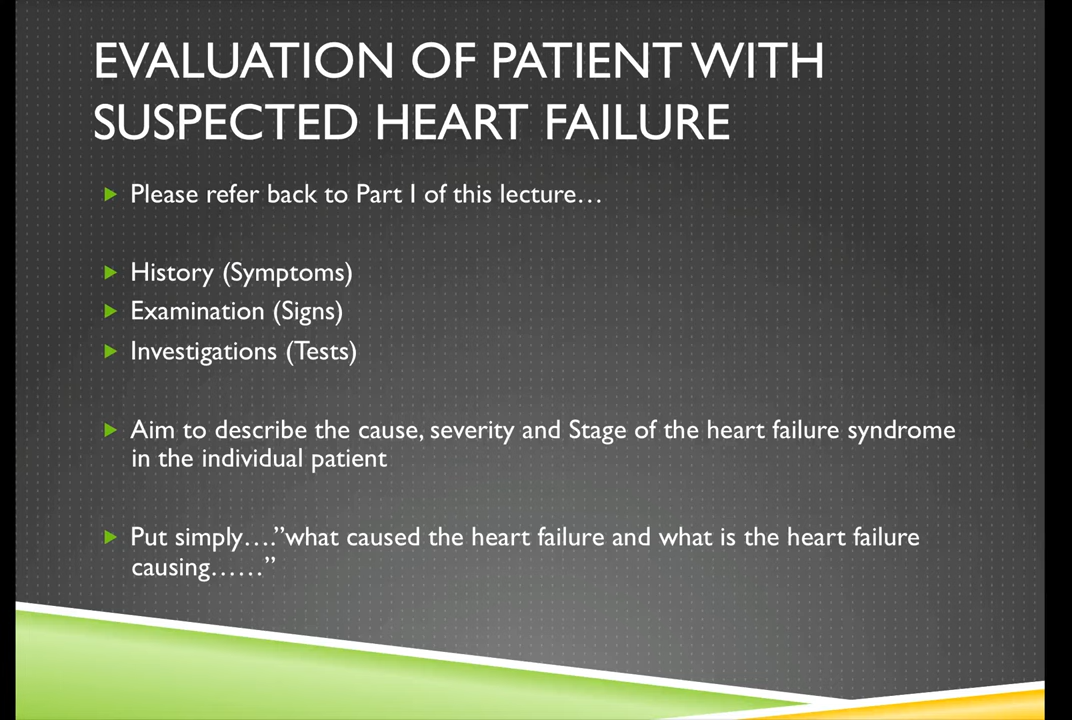 EVALUATION OF PATIENT WITH
SUSPECTED HEART FAILURE
Please refer back to Part I of this lecture…
History (Symptoms)
Examination (Signs)
Investigations (Tests)
Aim to describe the cause, severity and Stage of the heart failure syndrome
in the individual patient
Put simply….”what caused the heart failure and what is the heart failure
causing……”